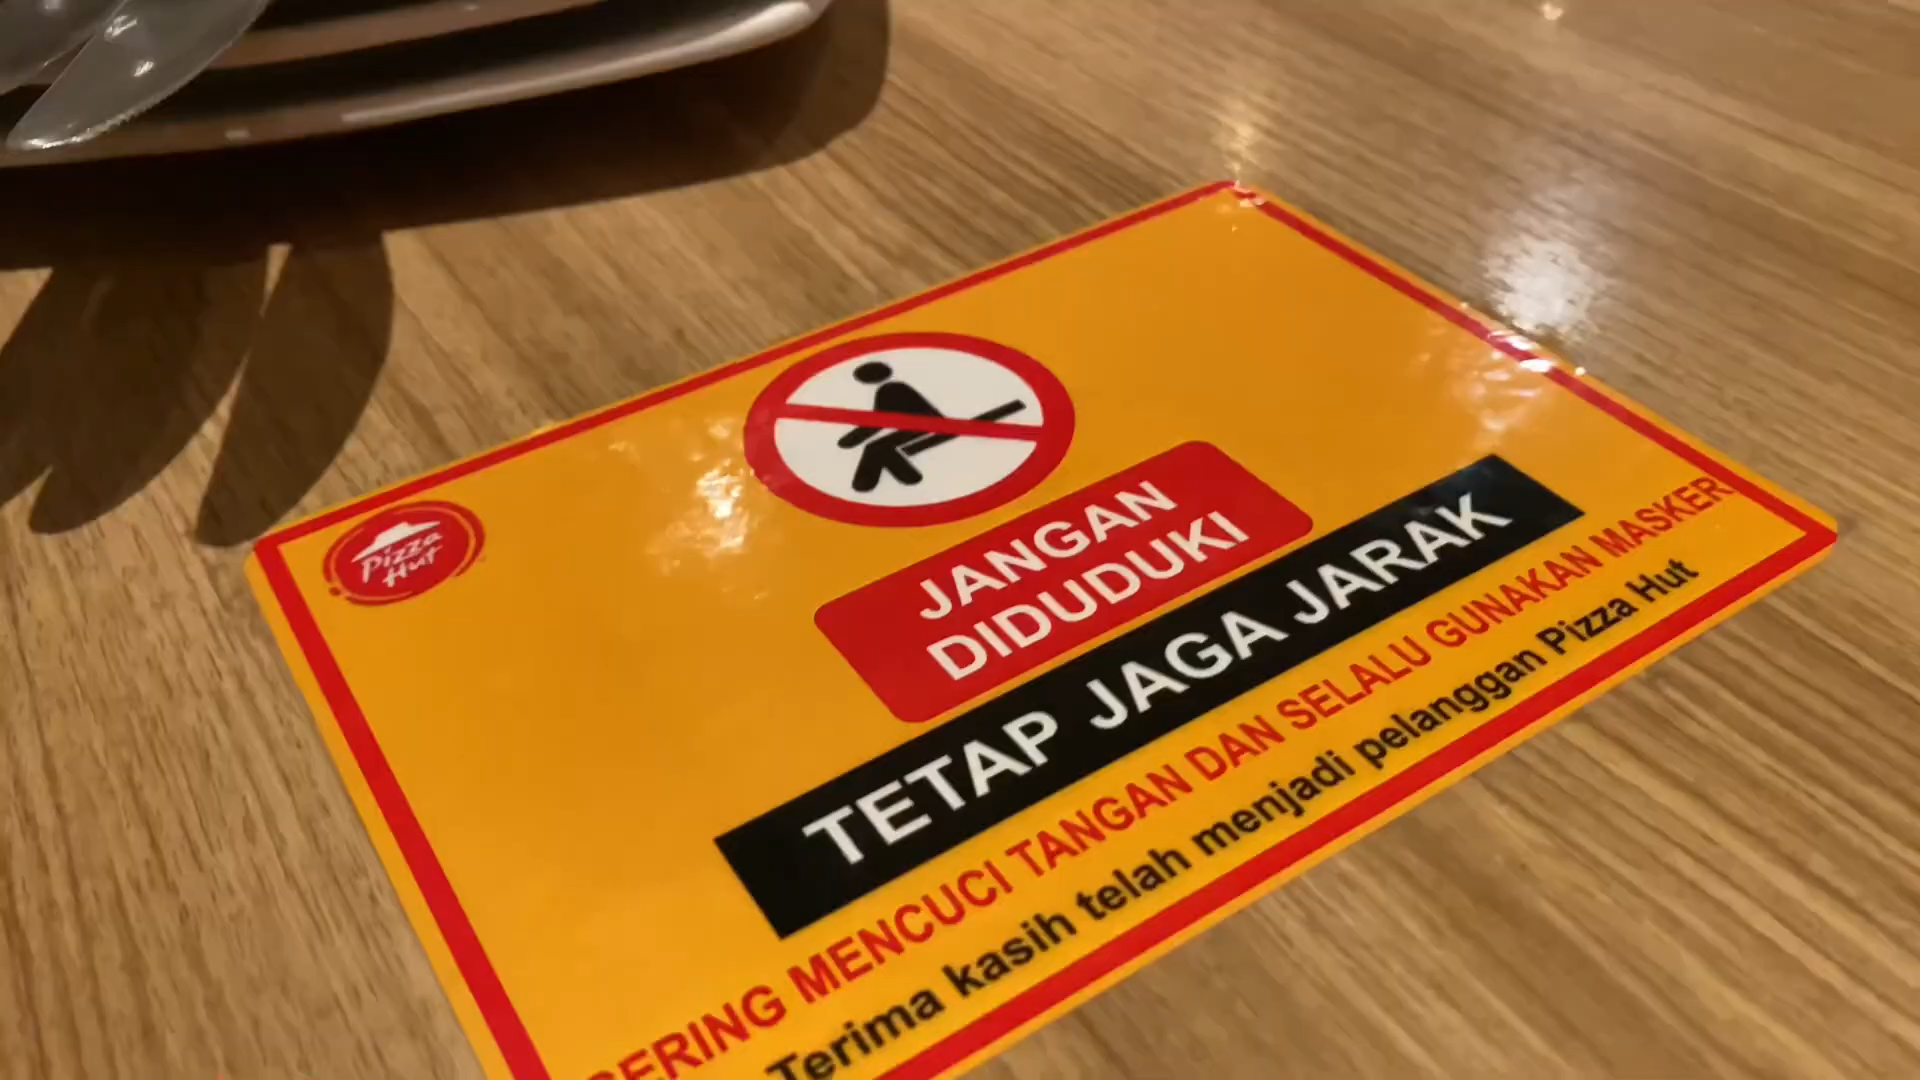 Pizza
Hut
JANGAN
DIDUDUKI
TETAP JAGA JARAK
SERING MENCUCI TANGAN DAN SELALU GUNAKAN MASKER
Terima kasih telah menjadi pelanggan Pizza Hut